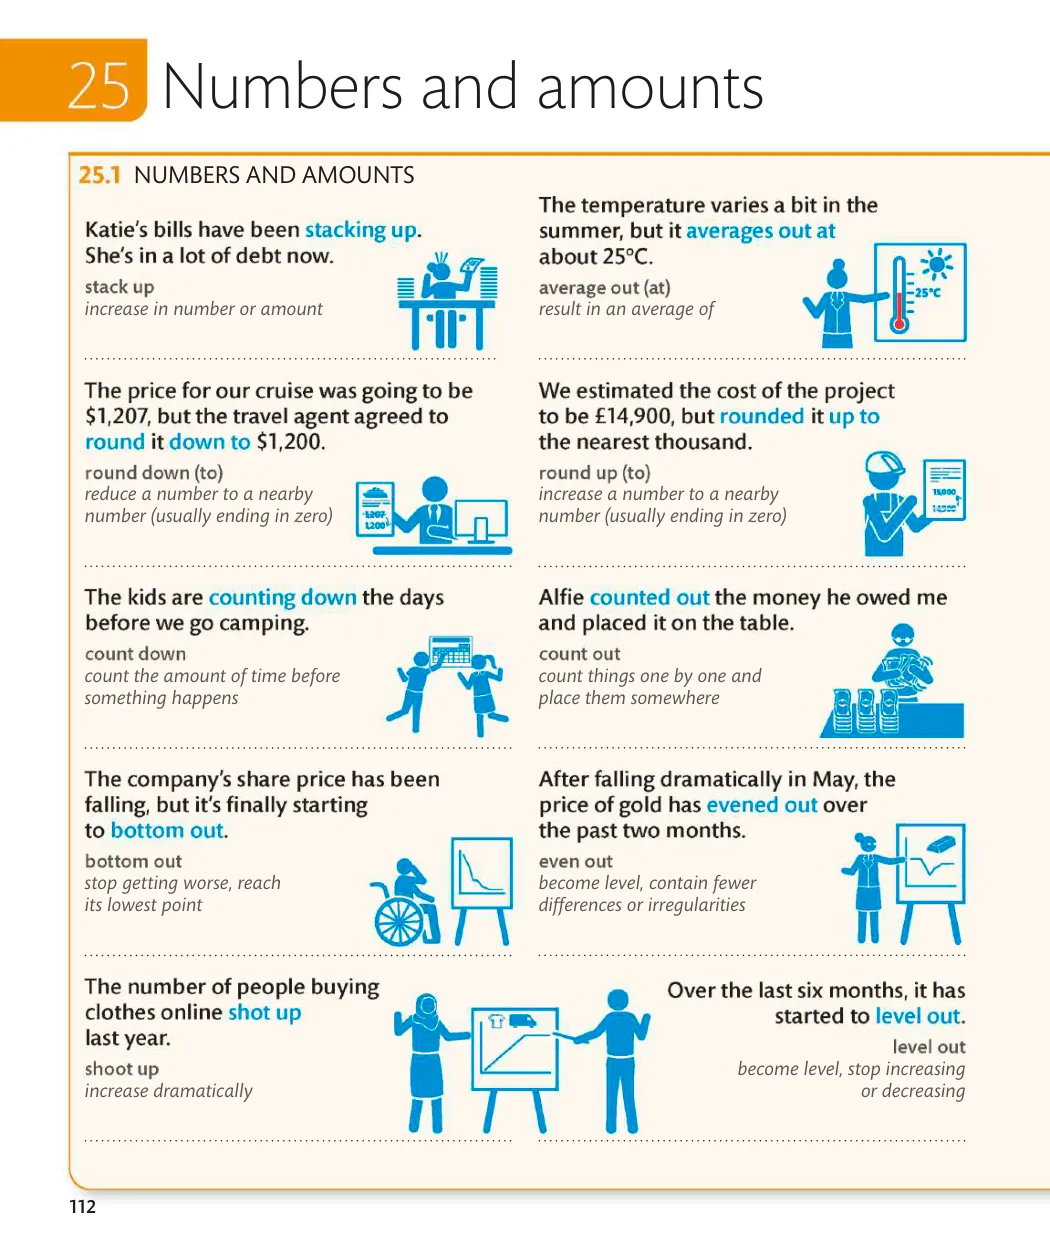 25 Numbers and amounts
25.1 NUMBERS AND AMOUNTS
Katie's bills have been stacking up.
She's in a lot of debt now.
stack up
increase in number or amount
The temperature varies a bit in the
summer, but it averages out at
about 25°C.
average out (at)
result in an average of
25°C
The price for our cruise was going to be
$1,207, but the travel agent agreed to
round it down to $1,200.
round down (to)
reduce a number to a nearby
number (usually ending in zero)
1,207
1,200
We estimated the cost of the project
to be £14,900, but rounded it up to
the nearest thousand.
round up (to)
increase a number to a nearby
number (usually ending in zero)
15,000
14,900
The kids are counting down the days
before we go camping.
count down
count the amount of time before
something happens
Alfie counted out the money he owed me
and placed it on the table.
count out
count things one by one and
place them somewhere
The company's share price has been
falling, but it's finally starting
to bottom out.
bottom out
stop getting worse, reach
its lowest point
After falling dramatically in May, the
price of gold has evened out over
the past two months.
even out
become level, contain fewer
differences or irregularities
The number of people buying
clothes online shot up
last year.
shoot up
increase dramatically
Over the last six months, it has
started to level out.
level out
become level, stop increasing
or decreasing
112